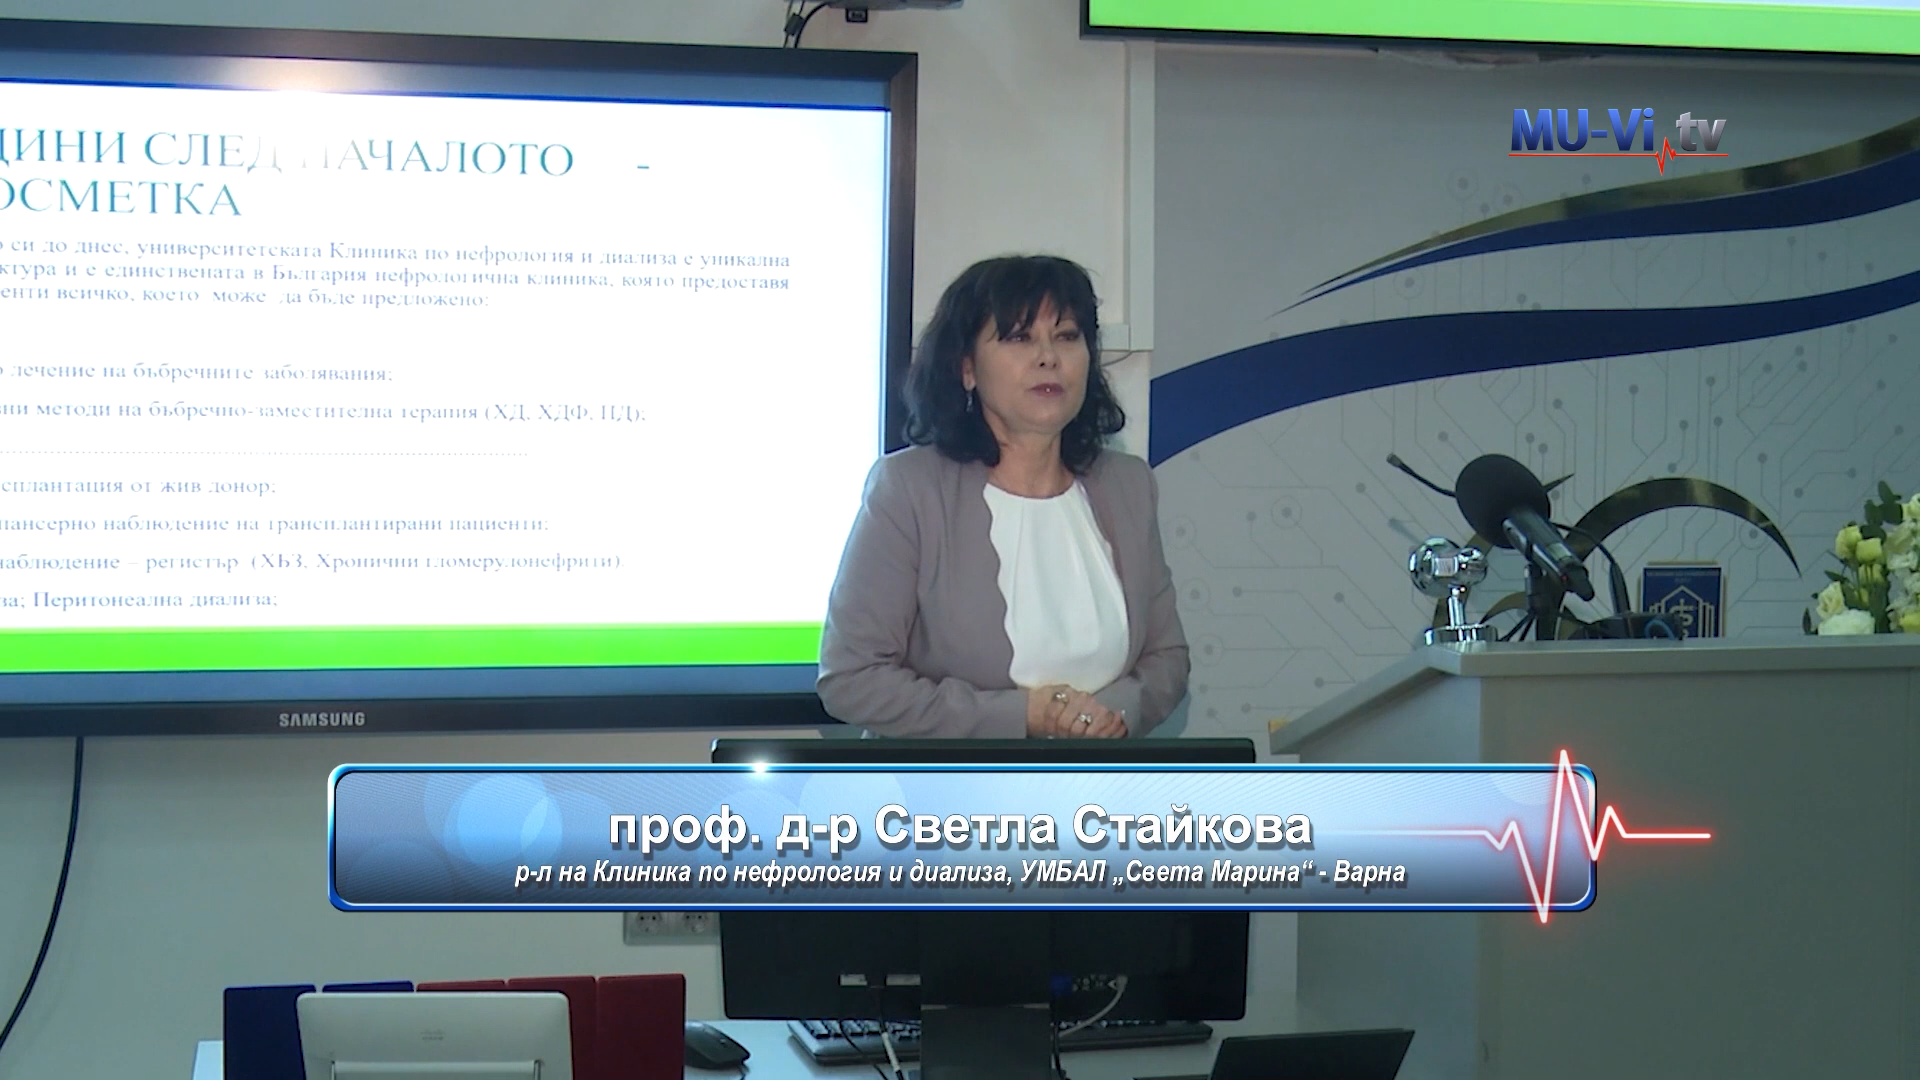 MU-Vi.tv
ДИНИ СЛЕД НАЧАЛОТО -
ОСМЕТКА
о си до днес, университетската Клиника по нефрология и диализа е уникална
ктура и е единствената в България нефрологична клиника, която предоставя
енти всичко, което може да бъде предложено:
о лечение на бъбречните заболявания;
вни методи на бъбречно-заместителна терапия (ХД, ХДФ, ПД);
сплантация от жив донор;
пансерно наблюдение на трансплантирани пациенти;
наблюдение – регистър (ХБЗ, Хронични гломерулонефрити).
за; Перитонеална диализа;
SAMSUNG
проф. д-р Светла Стайкова
р-л на Клиника по нефрология и диализа, УМБАЛ „Света Марина“ - Варна